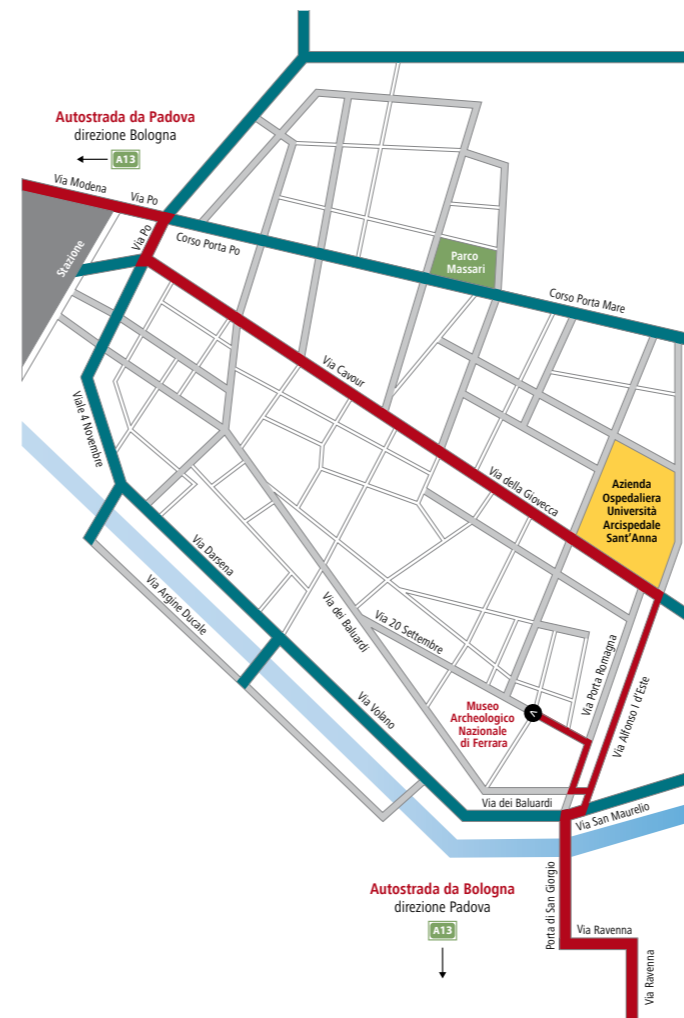 Autostrada da Padova
direzione Bologna
A13
Via Modena
Via Po
Via Po
Stazione
Corso Porta Po
Parco
Massari
Corso Porta Mare
Via Cavour
Viale 4 Novembre
Via della Giovecca
Azienda
Ospedaliera
Università
Arcispedale
Sant'Anna
Via Darsena
Via Argine Ducale
Via dei Baluardi
Via 20 Settembre
Via Porta Romagna
Via Alfonso I d'Este
Museo
Archeologico
Nazionale
di Ferrara
Via Volano
Via dei Baluardi
Via San Maurelio
Autostrada da Bologna
direzione Padova
A13
Porta di San Giorgio
Via Ravenna
Via Ravenna